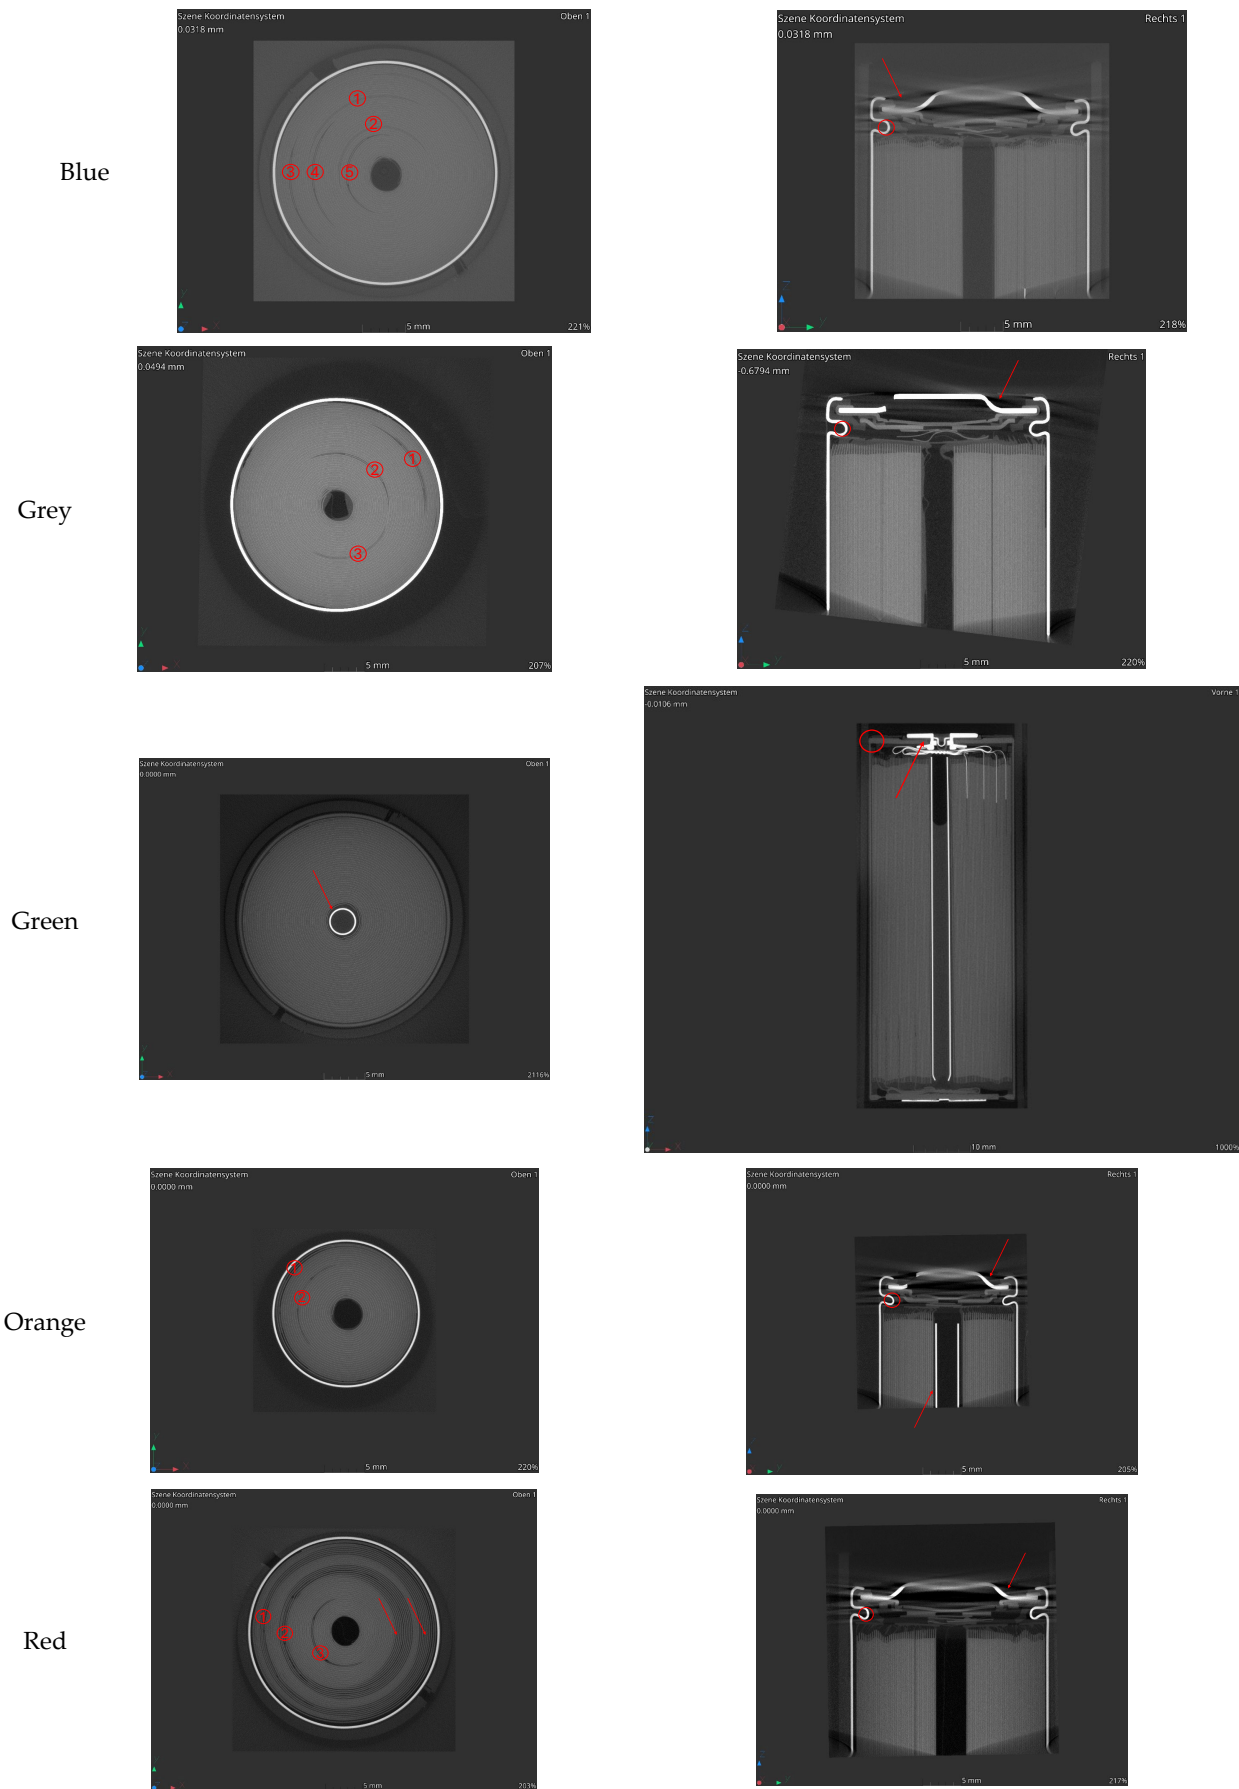 Szene Koordinatensystem Oben 1
0.0318 mm
① ② ③ ④ ⑤
5 mm 221%
Szene Koordinatensystem Rechts 1
0.0318 mm
5 mm 218%
Blue
Szene Koordinatensystem Oben 1
0.0494 mm
① ② ③
5 mm 207%
Szene Koordinatensystem Rechts 1
-0.6794 mm
5 mm 220%
Grey
Szene Koordinatensystem Oben 1
0.0000 mm
5 mm 2116%
Szene Koordinatensystem Vorne 1
-0.0106 mm
10 mm 1000%
Green
Szene Koordinatensystem Oben 1
0.0000 mm
① ②
5 mm 220%
Szene Koordinatensystem Rechts 1
0.0000 mm
5 mm 205%
Orange
Szene Koordinatensystem Oben 1
0.0000 mm
①
5 mm 203%
Szene Koordinatensystem Rechts 1
0.0000 mm
5 mm 217%
Red